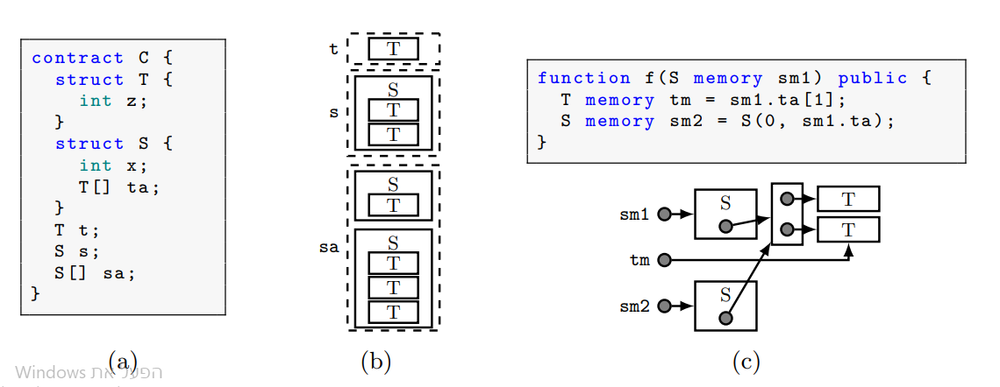 contract C {
struct T {
int z;
}
struct S {
int x;
T[] ta;
}
T t;
S s;
S[] sa;
}
(a)
t
T
s
S
T
T
sa
S
T
S
T
T
T
(b)
function f(S memory sm1) public {
T memory tm = sm1.ta[1];
S memory sm2 = S(0, sm1.ta);
}
sm1
S
T
T
tm
sm2
S
(c)
הפעל את Windows